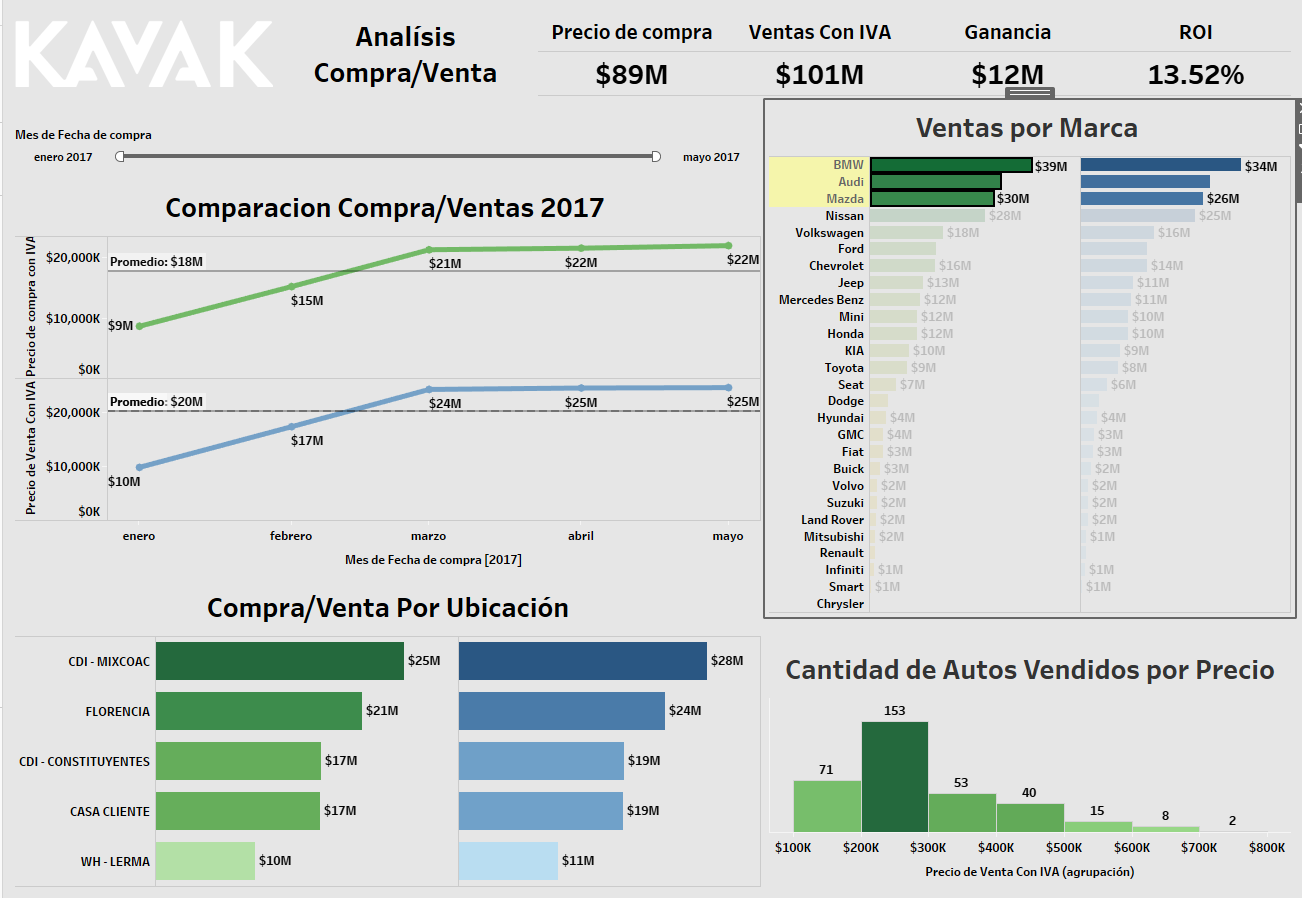 KAVAK
Analísis
Compra/Venta
Precio de compra
Ventas Con IVA
Ganancia
ROI
$89M
$101M
$12M
13.52%
Mes de Fecha de compra
enero 2017
mayo 2017
Comparacion Compra/Ventas 2017
Precio de compra con IVA
$20,000K
$10,000K
$0K
Promedio: $18M
$9M
$15M
$21M
$22M
$22M
Precio de Venta Con IVA
$20,000K
$10,000K
$0K
Promedio: $20M
$10M
$17M
$24M
$25M
$25M
enero
febrero
marzo
abril
mayo
Mes de Fecha de compra [2017]
Compra/Venta Por Ubicación
CDI - MIXCOAC $25M $28M
FLORENCIA $21M $24M
CDI - CONSTITUYENTES $17M $19M
CASA CLIENTE $17M $19M
WH - LERMA $10M $11M
Ventas por Marca
BMW $39M $34M
Audi
Mazda $30M $26M
Nissan $28M $25M
Volkswagen $18M $16M
Ford
Chevrolet $16M $14M
Jeep $13M $11M
Mercedes Benz $12M $11M
Mini $12M $10M
Honda $12M $10M
KIA $10M $9M
Toyota $9M $8M
Seat $7M $6M
Dodge
Hyundai $4M $4M
GMC $4M $3M
Fiat $3M $3M
Buick $3M $2M
Volvo $2M $2M
Suzuki $2M $2M
Land Rover $2M $2M
Mitsubishi $2M $1M
Renault
Infiniti $1M $1M
Smart $1M $1M
Chrysler
Cantidad de Autos Vendidos por Precio
71
153
53
40
15
8
2
$100K
$200K
$300K
$400K
$500K
$600K
$700K
$800K
Precio de Venta Con IVA (agrupación)